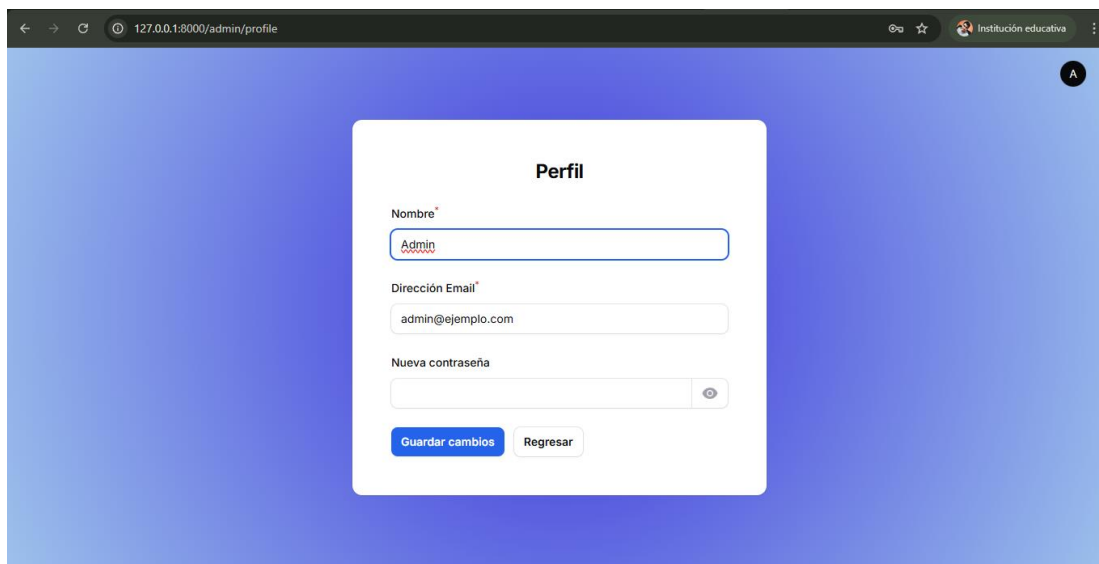 127.0.0.1:8000/admin/profile
Institución educativa
A
Perfil
Nombre*
Admin
Dirección Email*
admin@ejemplo.com
Nueva contraseña
Guardar cambios Regresar